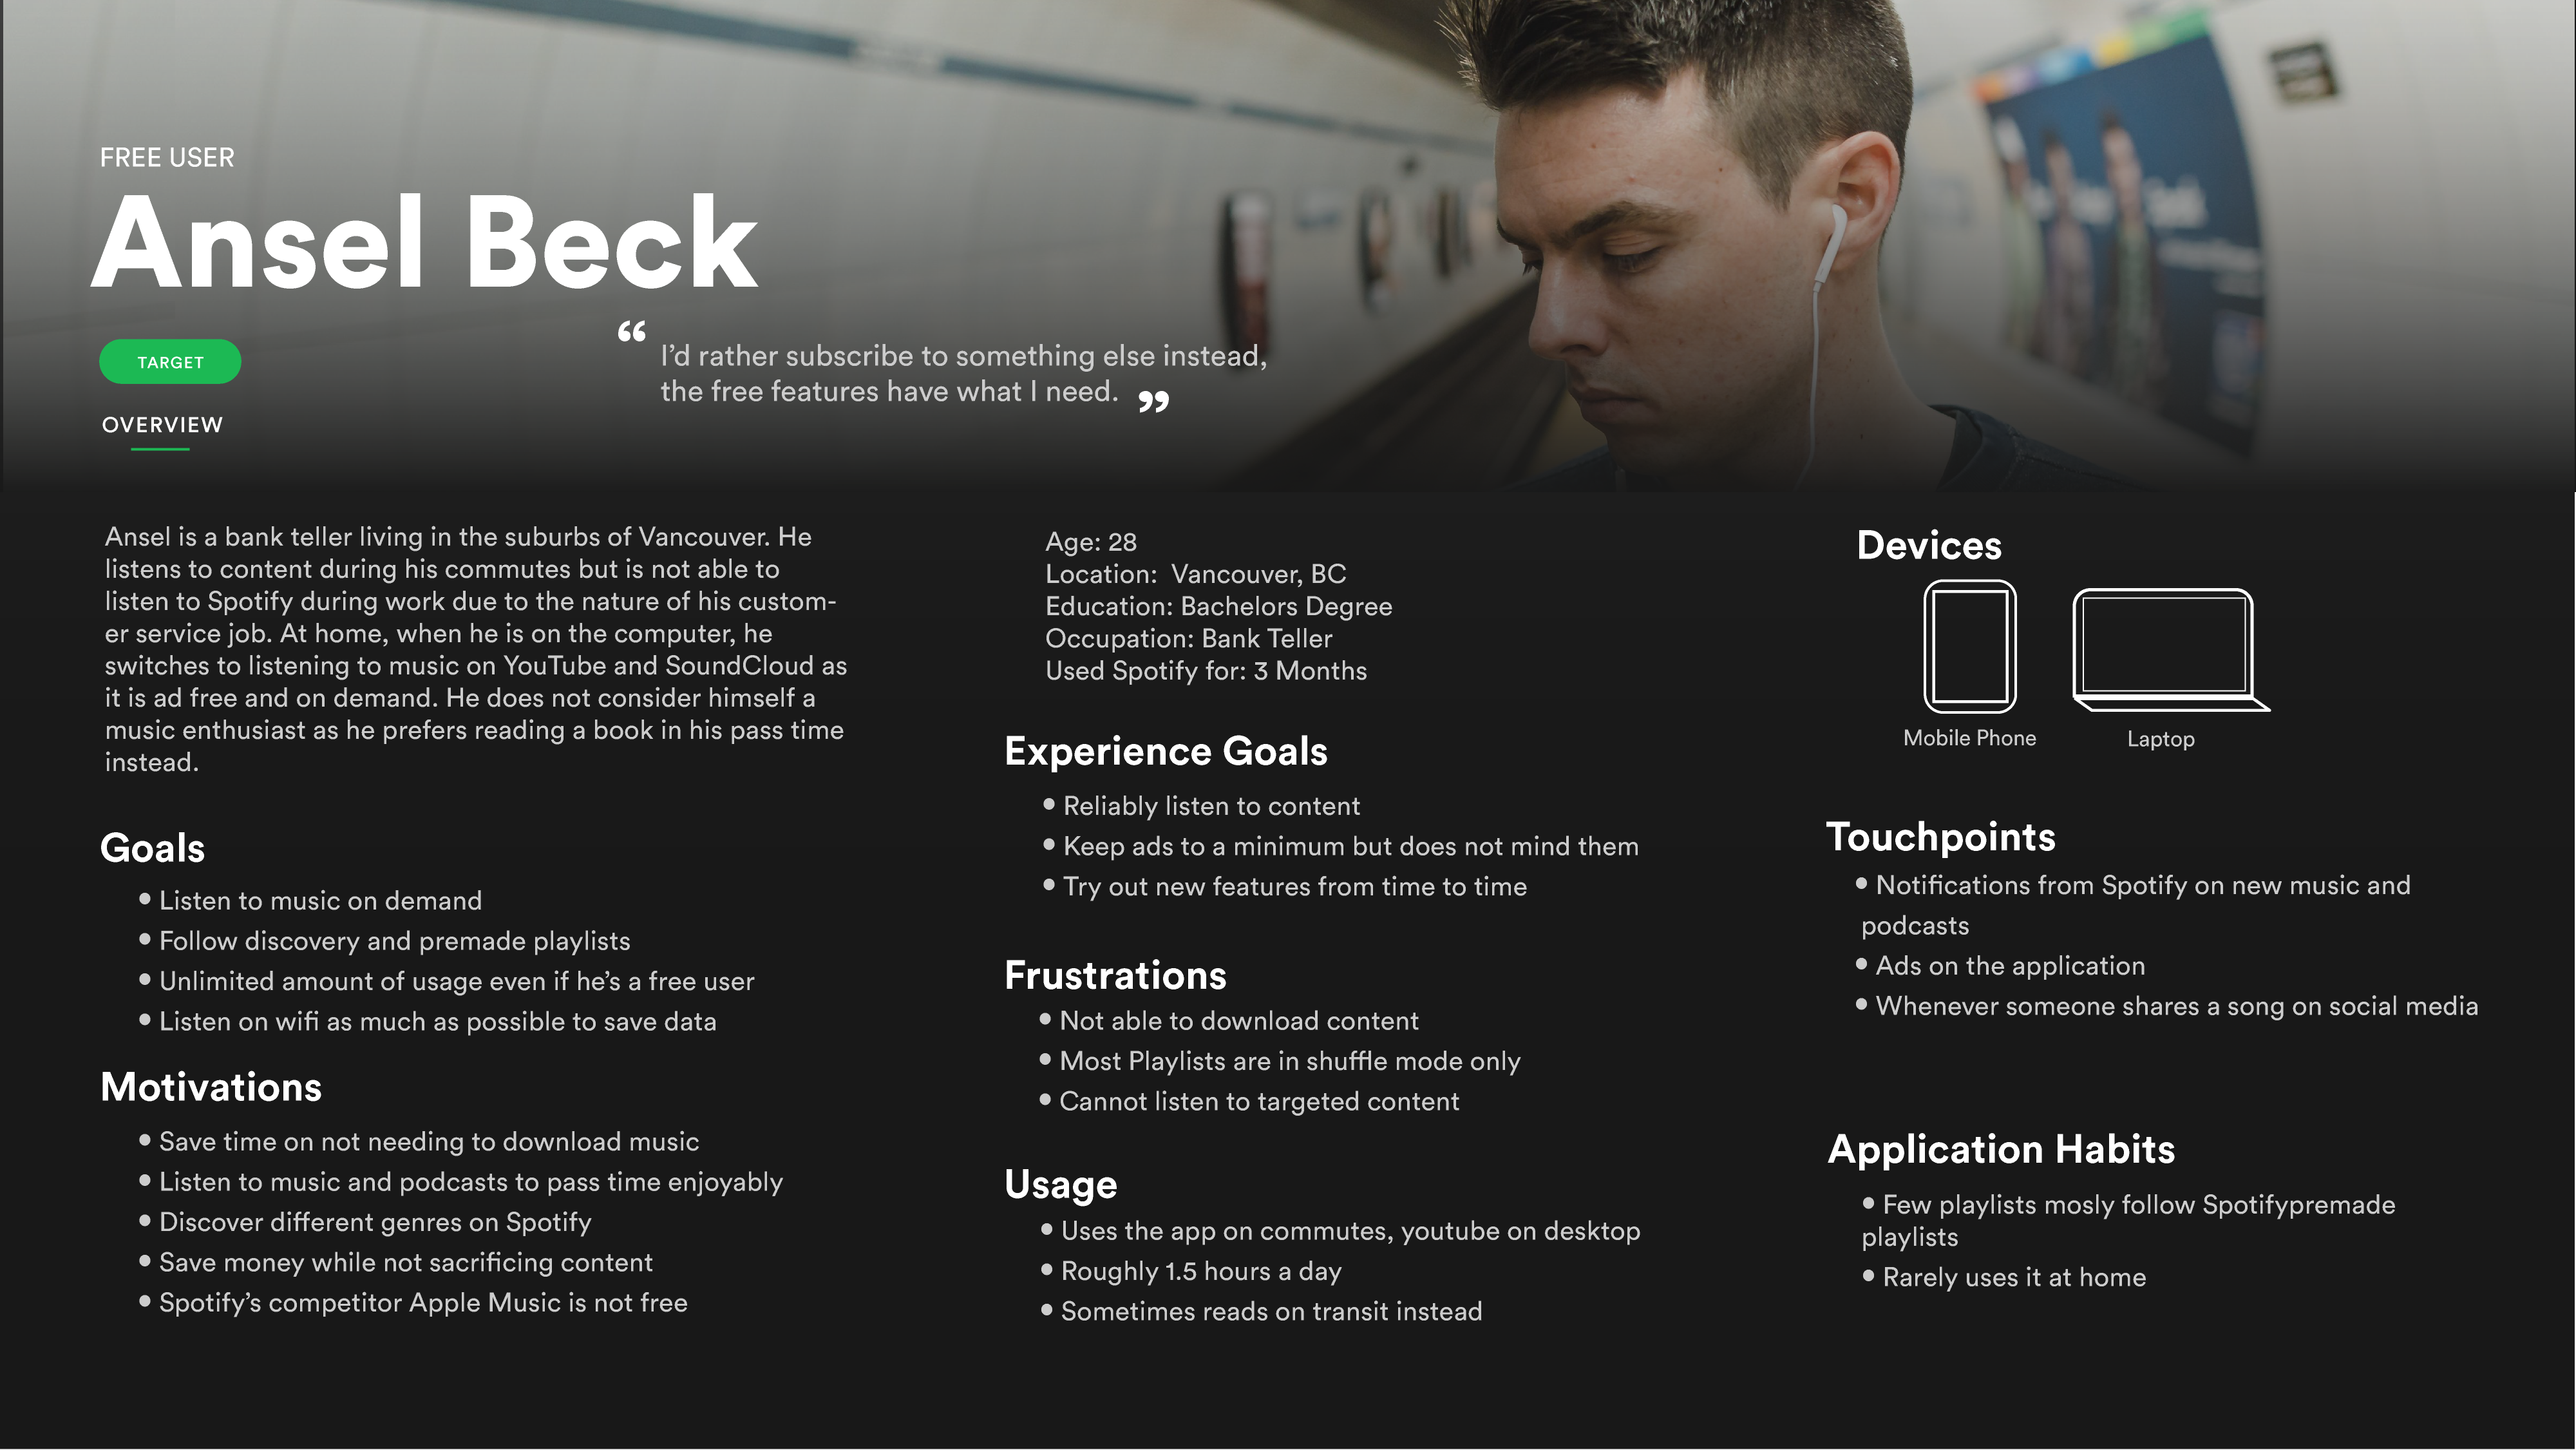 FREE USER
Ansel Beck
TARGET
“
I’d rather subscribe to something else instead,
the free features have what I need. ”
OVERVIEW
Ansel is a bank teller living in the suburbs of Vancouver. He
listens to content during his commutes but is not able to
listen to Spotify during work due to the nature of his custom-
er service job. At home, when he is on the computer, he
switches to listening to music on YouTube and SoundCloud as
it is ad free and on demand. He does not consider himself a
music enthusiast as he prefers reading a book in his pass time
instead.
Goals
• Listen to music on demand
• Follow discovery and premade playlists
• Unlimited amount of usage even if he’s a free user
• Listen on wifi as much as possible to save data
Motivations
• Save time on not needing to download music
• Listen to music and podcasts to pass time enjoyably
• Discover different genres on Spotify
• Save money while not sacrificing content
• Spotify’s competitor Apple Music is not free
Age: 28
Location:  Vancouver, BC
Education: Bachelors Degree
Occupation: Bank Teller
Used Spotify for: 3 Months
Experience Goals
• Reliably listen to content
• Keep ads to a minimum but does not mind them
• Try out new features from time to time
Frustrations
• Not able to download content
• Most Playlists are in shuffle mode only
• Cannot listen to targeted content
Usage
• Uses the app on commutes, youtube on desktop
• Roughly 1.5 hours a day
• Sometimes reads on transit instead
Devices
Mobile Phone
Laptop
Touchpoints
• Notifications from Spotify on new music and
podcasts
• Ads on the application
• Whenever someone shares a song on social media
Application Habits
• Few playlists mosly follow Spotifypremade
playlists
• Rarely uses it at home